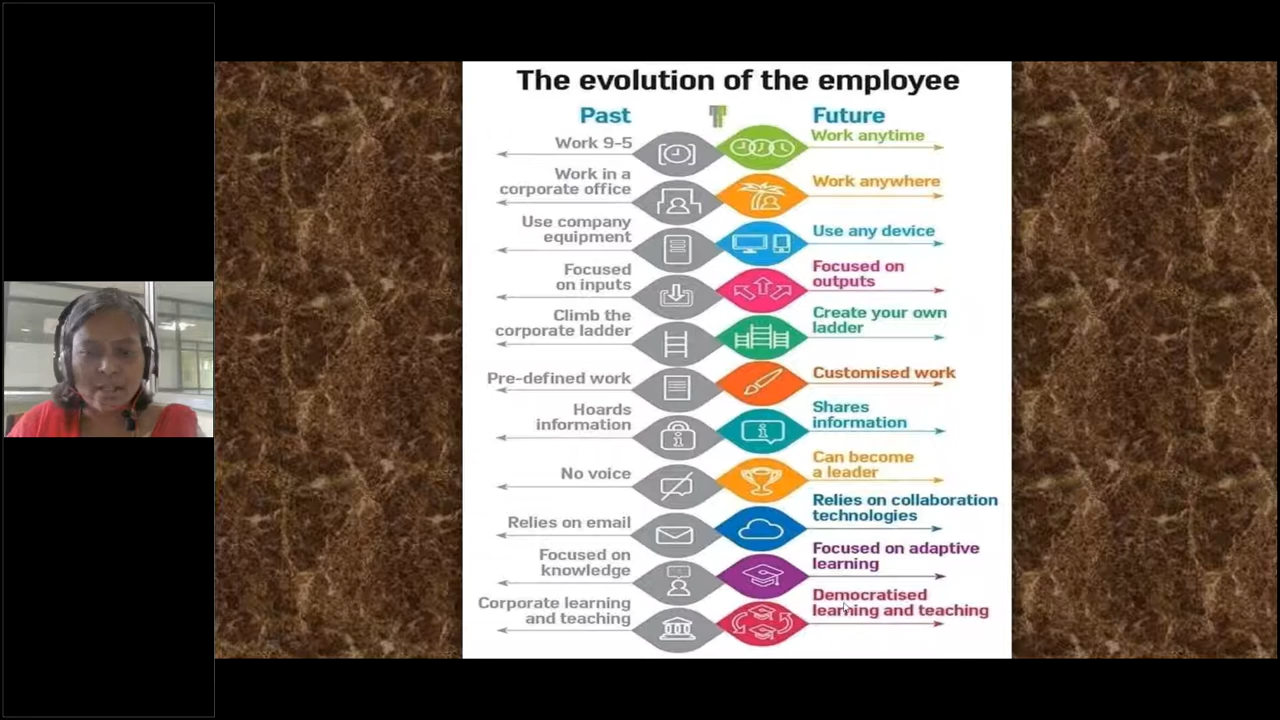 The evolution of the employee
Past
Future
Work 9-5
Work anytime
Work in a
corporate office
Work anywhere
Use company
equipment
Use any device
Focused
on inputs
Focused on
outputs
Climb the
corporate ladder
Create your own
ladder
Pre-defined work
Customised work
Hoards
information
Shares
information
No voice
Can become
a leader
Relies on email
Relies on collaboration
technologies
Focused on
knowledge
Focused on adaptive
learning
Corporate learning
and teaching
Democratised
learning and teaching